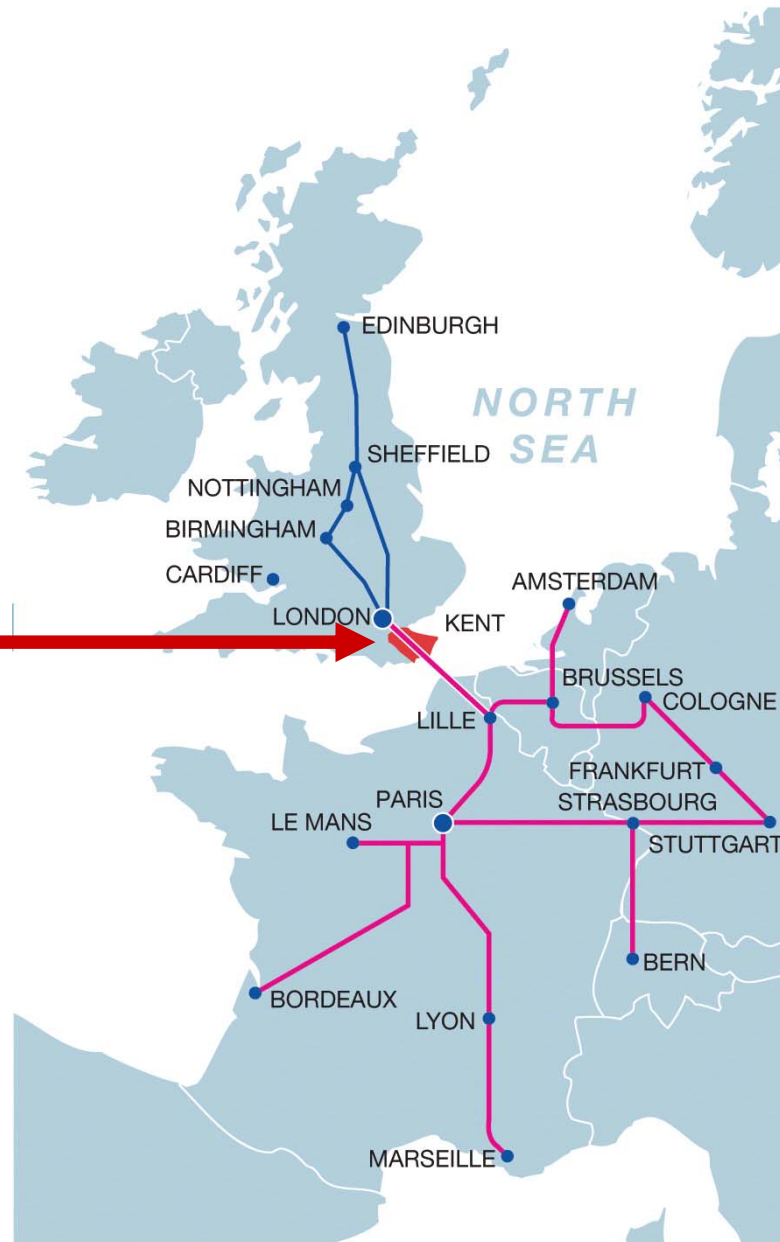 EDINBURGH
NORTH
SEA
SHEFFIELD
NOTTINGHAM
BIRMINGHAM
CARDIFF
AMSTERDAM
LONDON
KENT
BRUSSELS
COLOGNE
LILLE
FRANKFURT
PARIS
STRASBOURG
LE MANS
STUTTGART
BERN
BORDEAUX
LYON
MARSEILLE